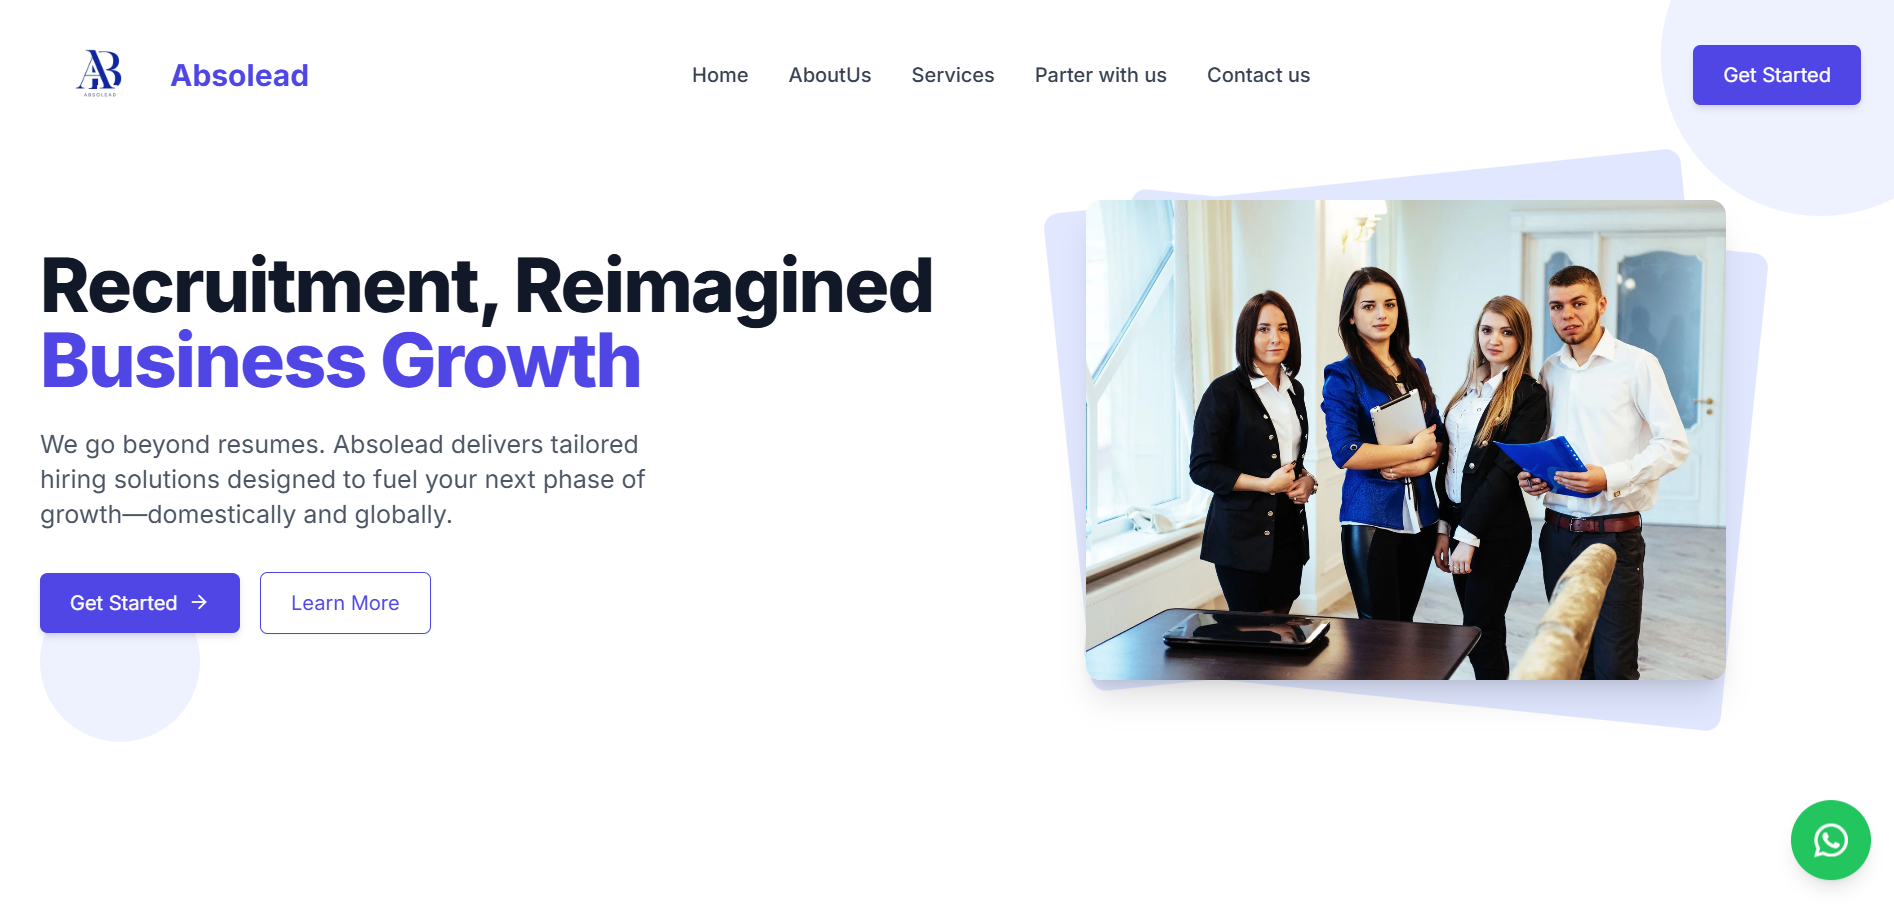 AB
ABSOLEAD
Absolead
Home
AboutUs
Services
Parter with us
Contact us
Get Started
Recruitment, Reimagined
Business Growth
We go beyond resumes. Absolead delivers tailored
hiring solutions designed to fuel your next phase of
growth—domestically and globally.
Get Started →
Learn More